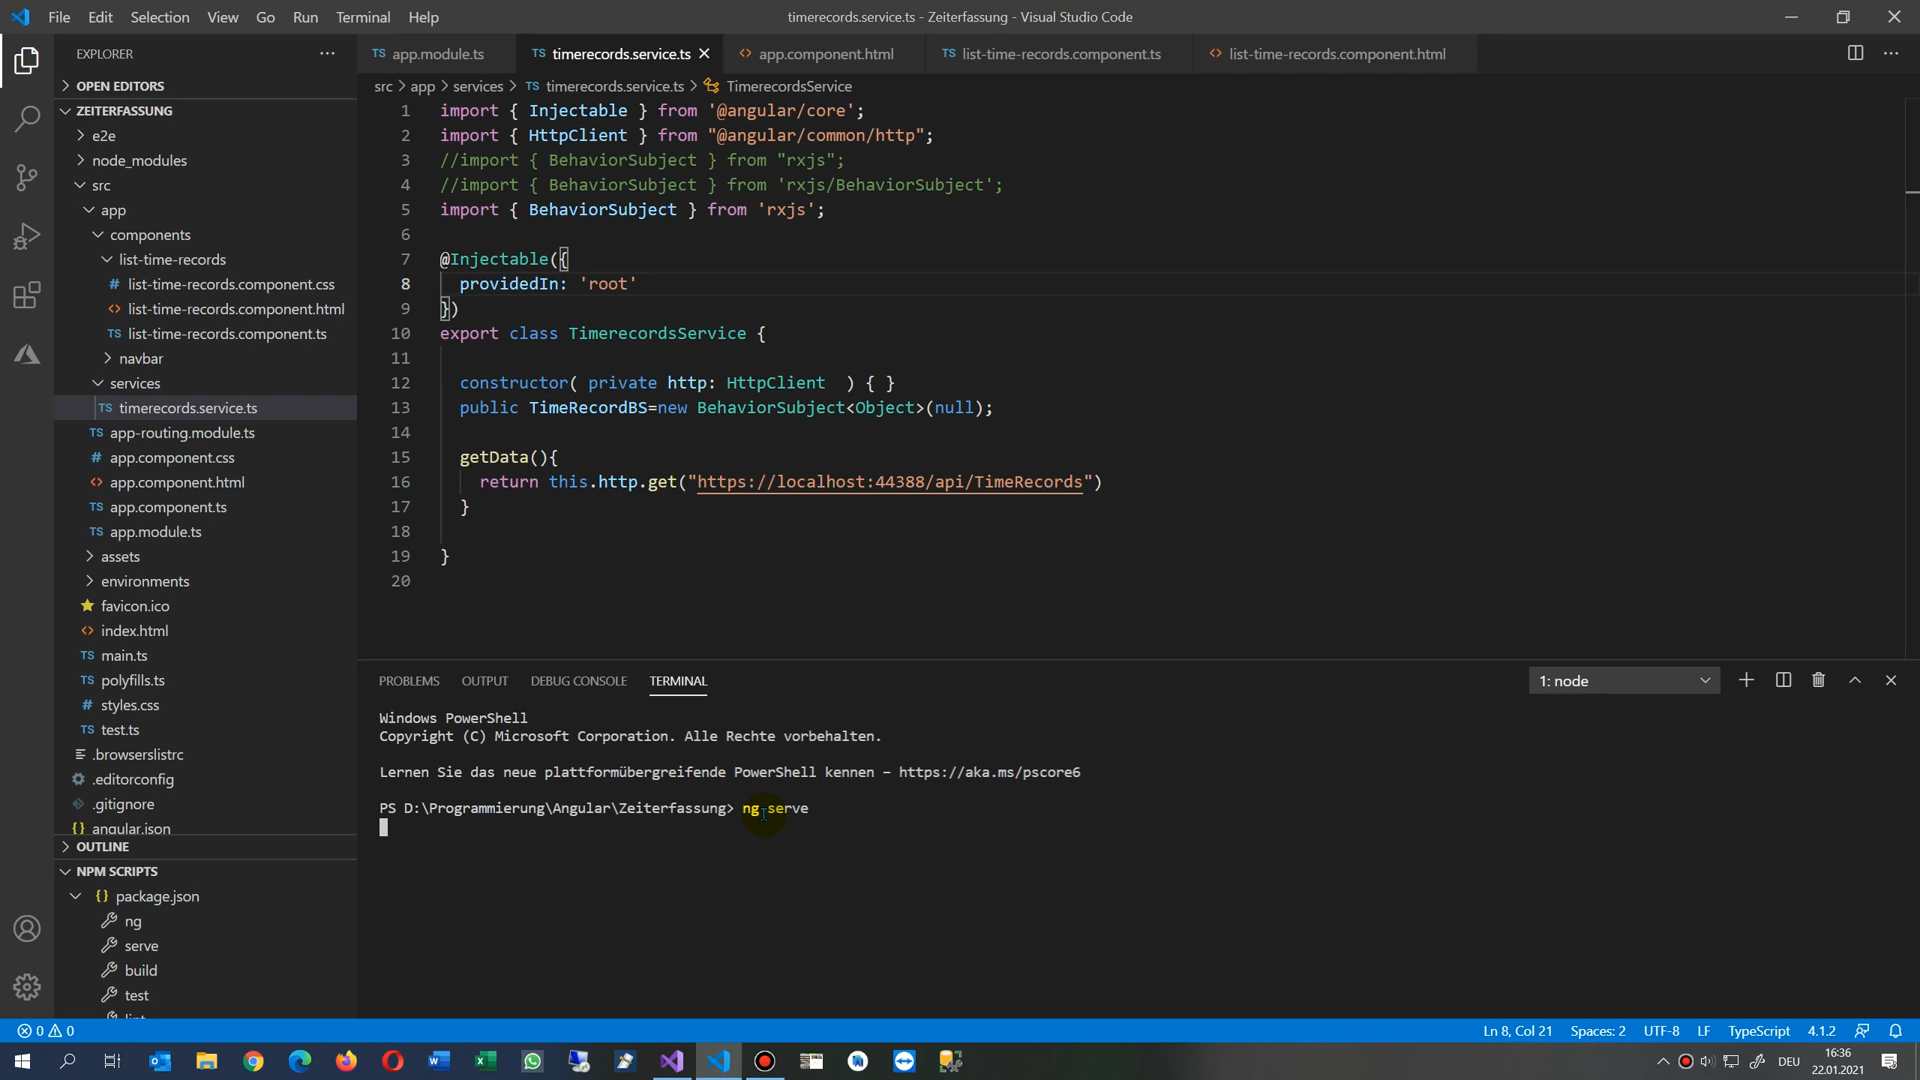 File Edit Selection View Go Run Terminal Help
timerecords.service.ts - Zeiterfassung - Visual Studio Code
EXPLORER
OPEN EDITORS
ZEITERFASSUNG
e2e
node_modules
src
app
components
list-time-records
list-time-records.component.css
list-time-records.component.html
list-time-records.component.ts
navbar
services
timerecords.service.ts
app-routing.module.ts
app.component.css
app.component.html
app.component.ts
app.module.ts
assets
environments
favicon.ico
index.html
main.ts
polyfills.ts
styles.css
test.ts
.browserslistrc
.editorconfig
.gitignore
angular.json
OUTLINE
NPM SCRIPTS
package.json
ng
serve
build
test
lint
app.module.ts
timerecords.service.ts
app.component.html
list-time-records.component.ts
list-time-records.component.html
src > app > services > TS timerecords.service.ts > TimerecordsService
1 import { Injectable } from '@angular/core';
2 import { HttpClient } from "@angular/common/http";
3 //import { BehaviorSubject } from "rxjs";
4 //import { BehaviorSubject } from 'rxjs/BehaviorSubject';
5 import { BehaviorSubject } from 'rxjs';
6
7 @Injectable({
8 providedIn: 'root'
9 })
10 export class TimerecordsService {
11
12 constructor( private http: HttpClient ) { }
13 public TimeRecordBS=new BehaviorSubject<Object>(null);
14
15 getData(){
16 return this.http.get("https://localhost:44388/api/TimeRecords")
17 }
18
19 }
20
PROBLEMS OUTPUT DEBUG CONSOLE TERMINAL
1: node
Windows PowerShell
Copyright (C) Microsoft Corporation. Alle Rechte vorbehalten.
Lernen Sie das neue plattformübergreifende PowerShell kennen – https://aka.ms/pscore6
PS D:\Programmierung\Angular\Zeiterfassung> ng serve
0 0
Ln 8, Col 21 Spaces: 2 UTF-8 LF TypeScript 4.1.2
DEU
16:36
22.01.2021